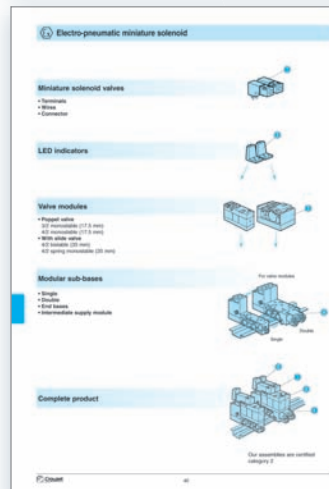 Electro-pneumatic miniature solenoid
Miniature solenoid valves
• Terminals
• Wires
• Connector
LED indicators
Valve modules
• Poppet valve
3/2 monostable (17.5 mm)
4/2 monostable (17.5 mm)
• With slide valve
4/2 bistable (35 mm)
4/2 spring monostable (35 mm)
Modular sub-bases
• Single
• Double
• End bases
• Intermediate supply module
For valve modules
Double
Single
Complete product
Our assemblies are certified
category 2
Crouzet